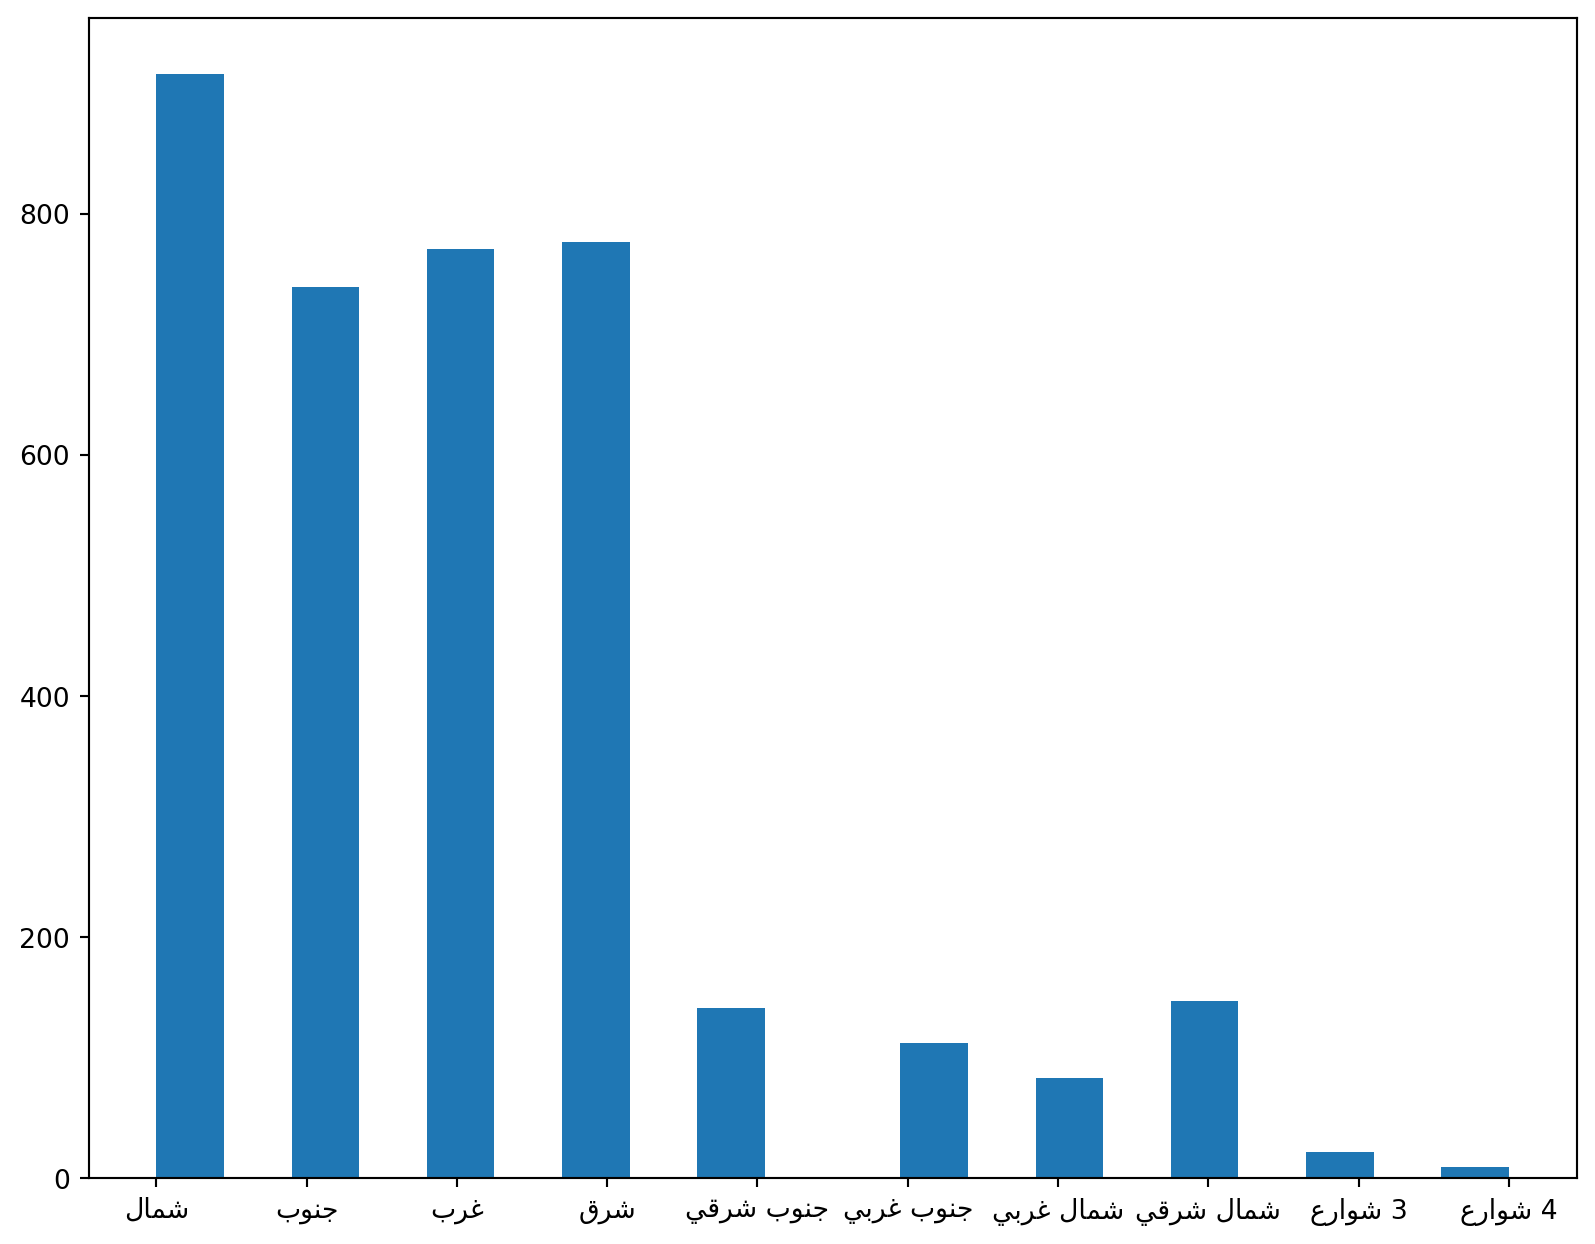 800
600
400
200
0
شمال
جنوب
غرب
شرق
جنوب شرقي
جنوب غربي
شمال غربي
شمال شرقي
3 شوارع
4 شوارع